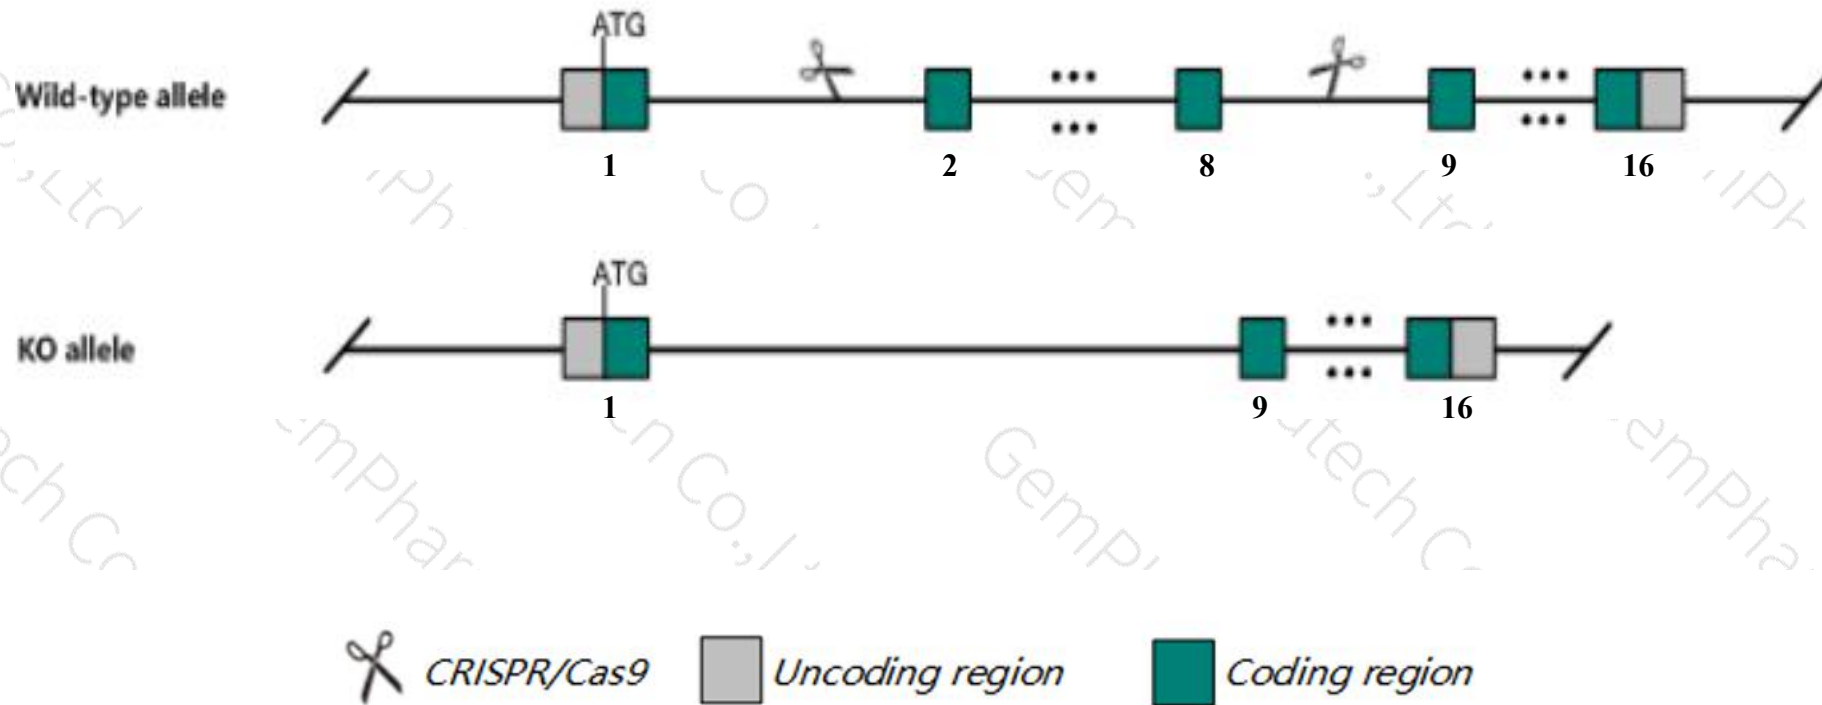 ATG
Wild-type allele
... ...
... ...
1 2 8 9 16
ATG
KO allele
...
...
1 9 16
CRISPR/Cas9 Uncoding region Coding region